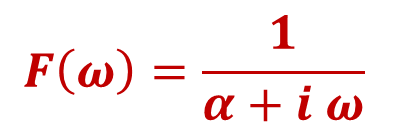 F(ω) = 1 / (α + i ω)